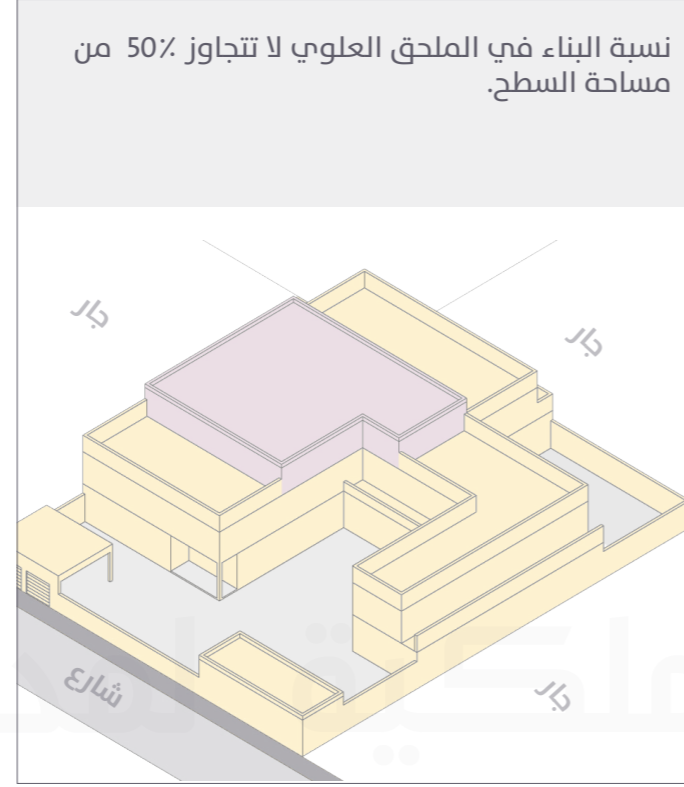 نسبة البناء في الملحق العلوي لا تتجاوز 50٪ من
مساحة السطح.
جار
جار
شارع
جار